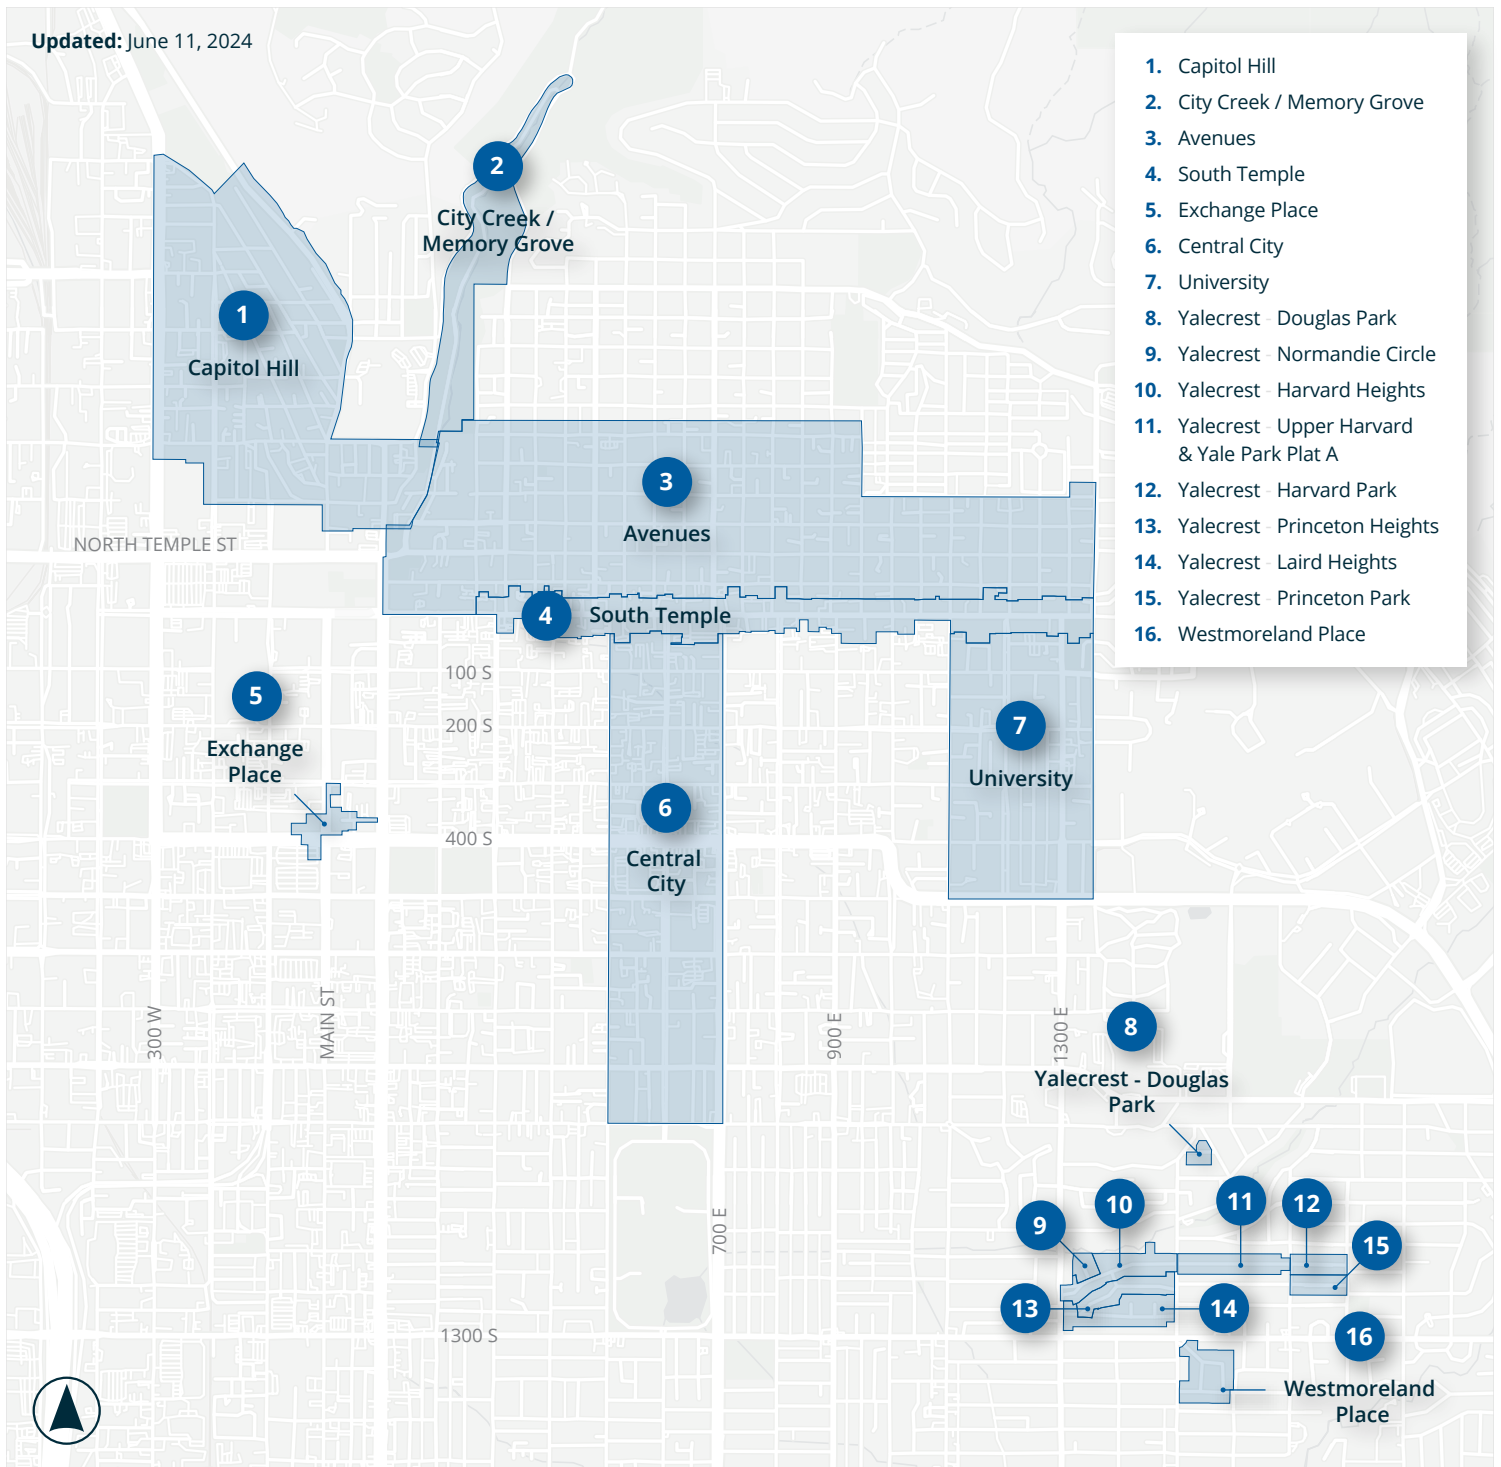 Updated: June 11, 2024
1. Capitol Hill
2. City Creek / Memory Grove
3. Avenues
4. South Temple
5. Exchange Place
6. Central City
7. University
8. Yalecrest - Douglas Park
9. Yalecrest - Normandie Circle
10. Yalecrest - Harvard Heights
11. Yalecrest - Upper Harvard
& Yale Park Plat A
12. Yalecrest - Harvard Park
13. Yalecrest - Princeton Heights
14. Yalecrest - Laird Heights
15. Yalecrest - Princeton Park
16. Westmoreland Place
2
City Creek /
Memory Grove
1
Capitol Hill
3
Avenues
NORTH TEMPLE ST
4
South Temple
100 S
5
Exchange
Place
200 S
7
University
6
Central
City
400 S
300 W
MAIN ST
900 E
1300 E
8
Yalecrest - Douglas
Park
700 E
9
10
11
12
15
13
14
1300 S
16
Westmoreland
Place